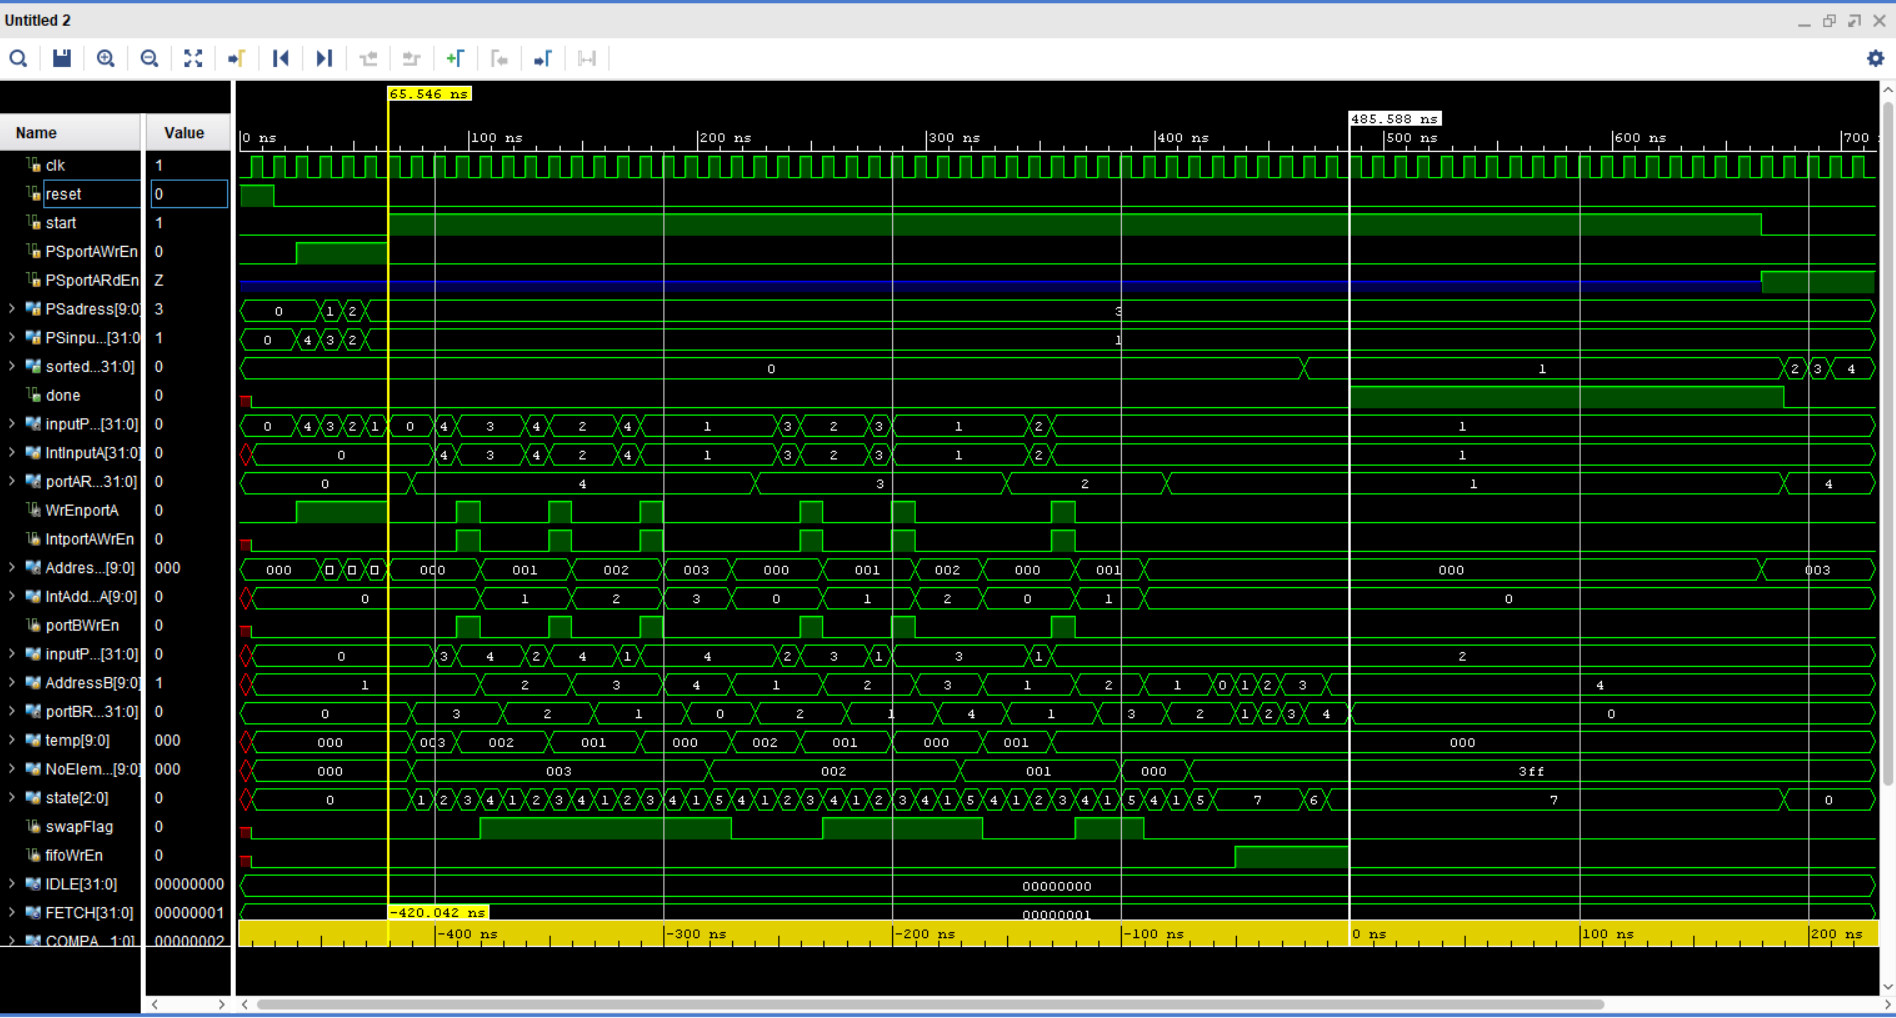 Untitled 2
65.546 ns
485.588 ns
Name Value 0 ns 100 ns 200 ns 300 ns 400 ns 500 ns 600 ns 700
clk 1
reset 0
start 1
PSportAWrEn 0
PSportARdEn Z
PSadress[9:0] 3 0 1 2 3
PSinpu...[31:0 1 0 4 3 2 1
sorted...31:0] 0 0 1 2 3 4
done 0
inputP...[31:0] 0 0 4 3 2 1 0 4 3 4 2 4 1 3 2 3 1 2 1
IntInputA[31:0] 0 0 4 3 4 2 4 1 3 2 3 1 2 1
portAR...31:0] 0 0 4 3 2 1 4
WrEnportA 0
IntportAWrEn 0
Addres...[9:0] 000 000 000 001 002 003 000 001 002 000 001 000 003
IntAdd...A[9:0] 0 0 1 2 3 0 1 2 0 1 0
portBWrEn 0
inputP...[31:0] 0 0 3 4 2 4 1 4 2 3 1 3 1 2
AddressB[9:0] 1 1 2 3 4 1 2 3 1 2 1 0 1 2 3 4
portBR...31:0] 0 0 3 2 1 0 2 1 4 1 3 2 1 2 3 4 0
temp[9:0] 000 000 003 002 001 000 002 001 000 001 000
NoElem...[9:0] 000 000 003 002 001 000 3ff
state[2:0] 0 0 1 2 3 4 1 2 3 4 1 2 3 4 1 5 4 1 2 3 4 1 2 3 4 1 5 4 1 2 3 4 1 5 4 1 5 7 6 7 0
swapFlag 0
fifoWrEn 0
IDLE[31:0] 00000000 00000000
FETCH[31:0] 00000001 00000001
COMPA...1:0] 00000002
-420.042 ns
-400 ns -300 ns -200 ns -100 ns 0 ns 100 ns 200 ns